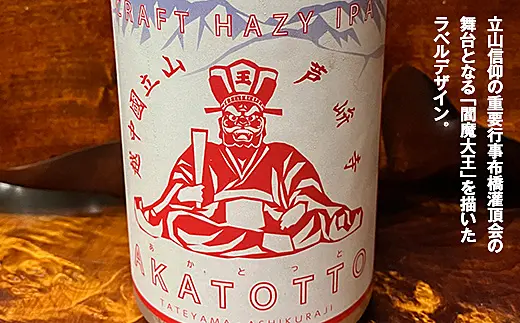 CRAFT HAZY IPA
王
越中國立山
芦峅寺
あかとっと
AKATOTTO
TATEYAMA ASHIKURAJI
立山信仰の重要行事布橋灌頂会の
舞台となる「閻魔大王」を描いた
ラベルデザイン。